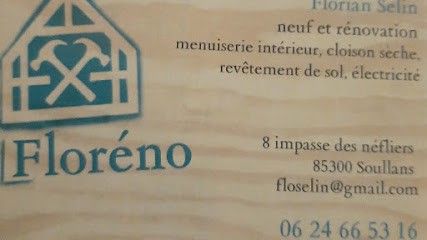 Florian Selin
neuf et rénovation
menuiserie intérieur, cloison sèche,
revêtement de sol, électricité
Floréno
8 impasse des néfliers
85300 Soullans
floselin@gmail.com
06 24 66 53 16